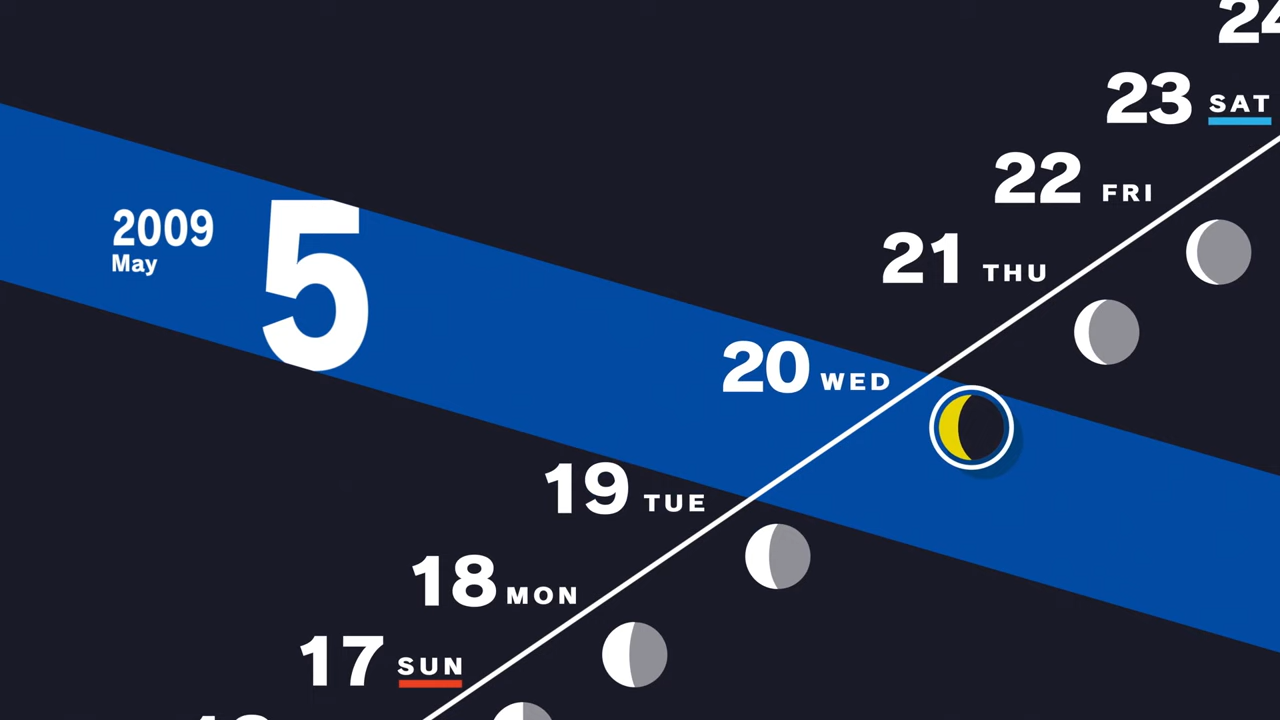 2009
May
5
24
23 SAT
22 FRI
21 THU
20 WED
19 TUE
18 MON
17 SUN